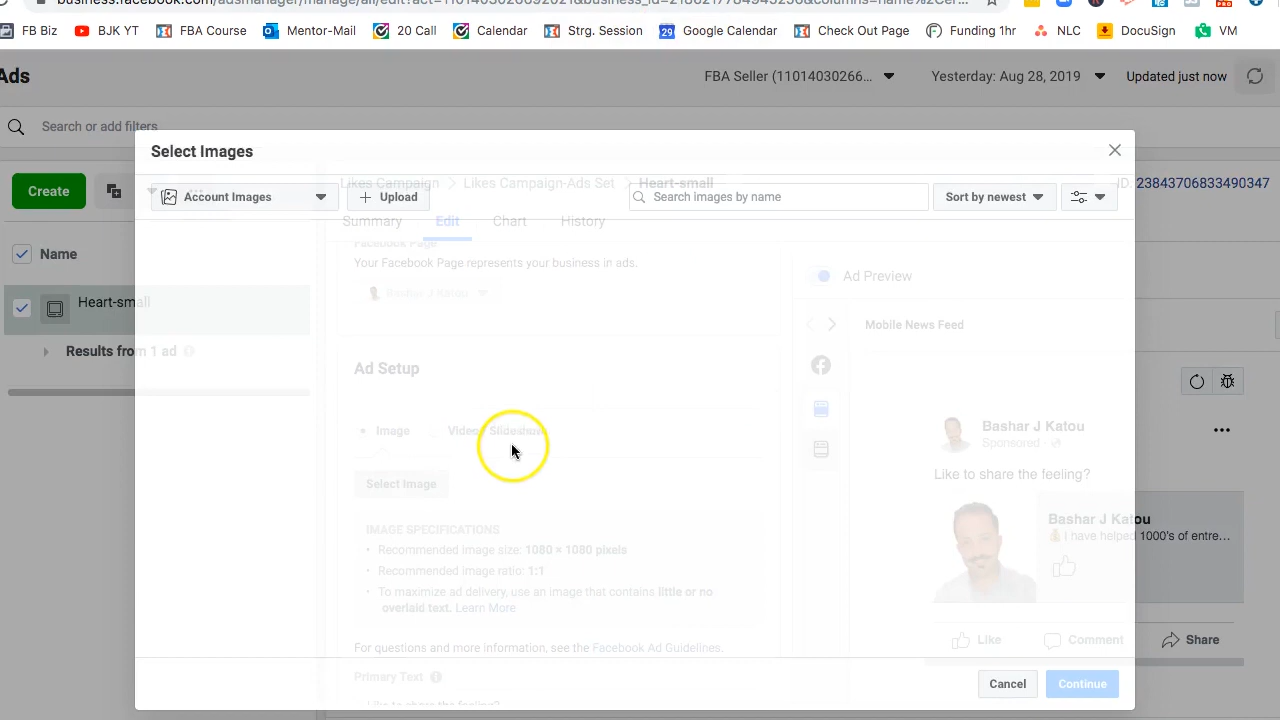 FB Biz BJK YT FBA Course Mentor-Mail 2U Call Calendar Strg. Session Google Calendar Check Out Page Funding 1hr NLC DocuSign VM
Ads
FBA Seller (11014030266...
Yesterday: Aug 28, 2019
Updated just now
Search or add filters
Select Images
Create
Account Images
Upload
Search images by name
Sort by newest
Likes Campaign
Likes Campaign-Ads Set
Heart-small
ID: 23843706833490347
Summary
Edit
Chart
History
Facebook Page
Your Facebook Page represents your business in ads.
Bashar J Katou
Name
Heart-small
Results from 1 ad
Ad Preview
Mobile News Feed
Ad Setup
Image
Video / Slideshow
Select Image
IMAGE SPECIFICATIONS
• Recommended image size: 1080 × 1080 pixels
• Recommended image ratio: 1:1
• To maximize ad delivery, use an image that contains little or no
overlaid text. Learn More
For questions and more information, see the Facebook Ad Guidelines.
Primary Text
Like to share the feeling?
Bashar J Katou
Sponsored
Like to share the feeling?
Bashar J Katou
I have helped 1000's of entre...
Like
Comment
Share
Cancel
Continue